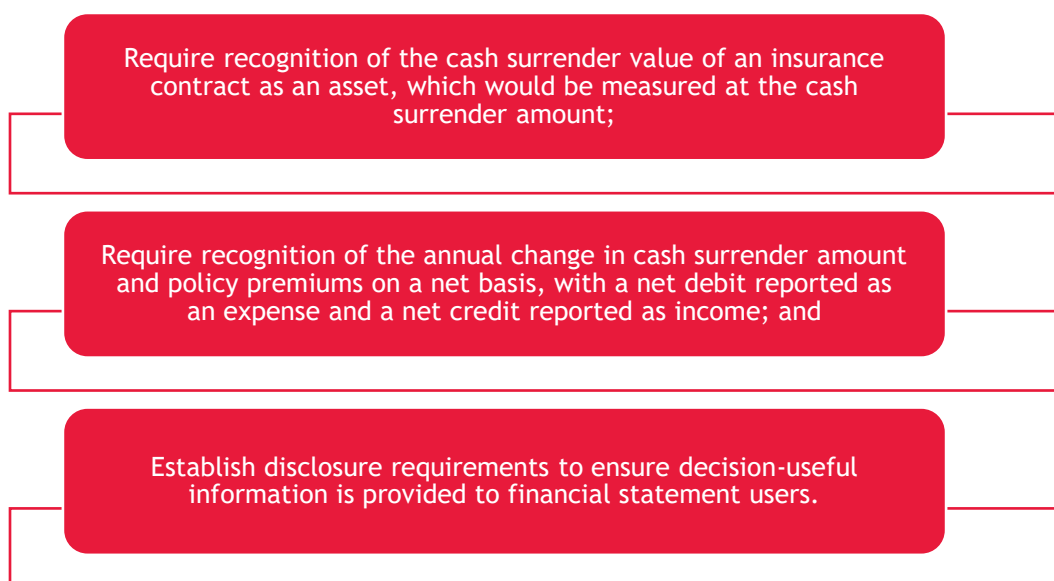 Require recognition of the cash surrender value of an insurance
contract as an asset, which would be measured at the cash
surrender amount;
Require recognition of the annual change in cash surrender amount
and policy premiums on a net basis, with a net debit reported as
an expense and a net credit reported as income; and
Establish disclosure requirements to ensure decision-useful
information is provided to financial statement users.